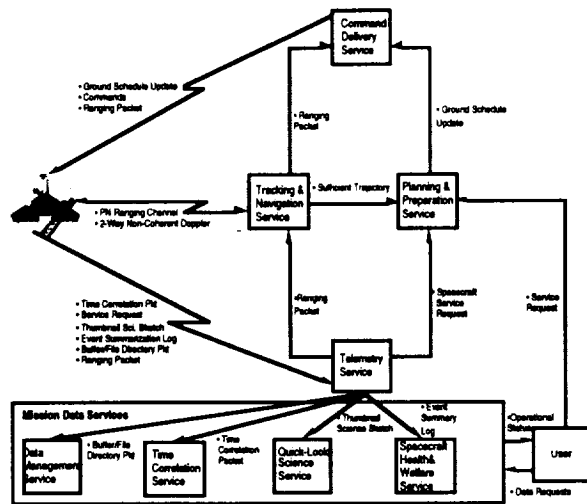 Command
Delivery
Service
• Ground Schedule Update
• Commands
• Ranging Packet
• Ranging
Packet
• Ground Schedule
Update
Tracking &
Navigation
Service
• Sufficient Trajectory
Planning &
Preparation
Service
• PN Ranging Channel
• 2-Way Non-Coherent Doppler
• Time Correlation Pkt
• Service Request
• Thumbnail Sci. Sketch
• Event Summarization Log
• Buffer/File Directory Pkt
• Ranging Packet
• Ranging
Packet
• Spacecraft
Service
Request
• Service
Request
Telemetry
Service
Mission Data Services
• Thumbnail
Science Sketch
• Event
Summary
Log
• Operational
Status
Data
Management
Service
• Buffer/File
Directory Pkt
Time
Correlation
Service
• Time
Correlation
Packet
Quick-Look
Science
Service
Spacecraft
Health&
Welfare
Service
User
• Data Requests